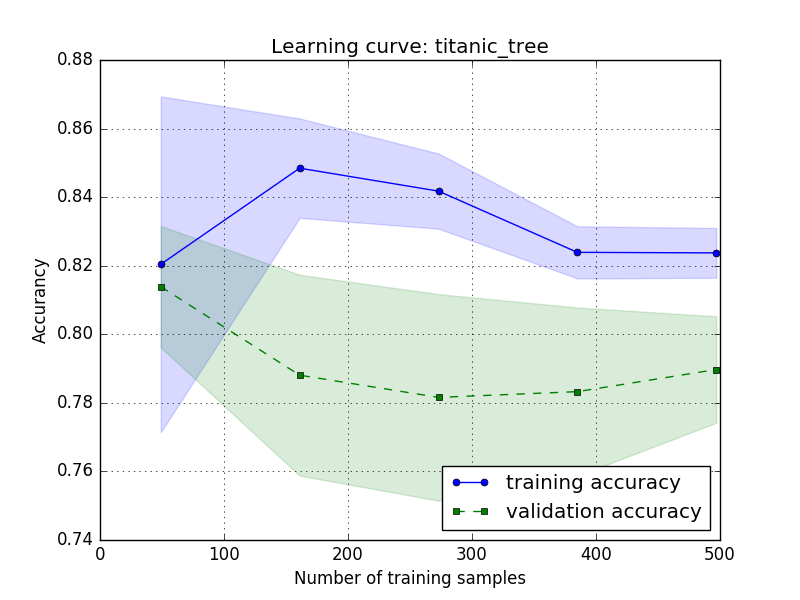 Learning curve: titanic_tree
0.88
0.86
0.84
0.82
0.80
0.78
0.76
0.74
Accurancy
training accuracy
validation accuracy
0 100 200 300 400 500
Number of training samples